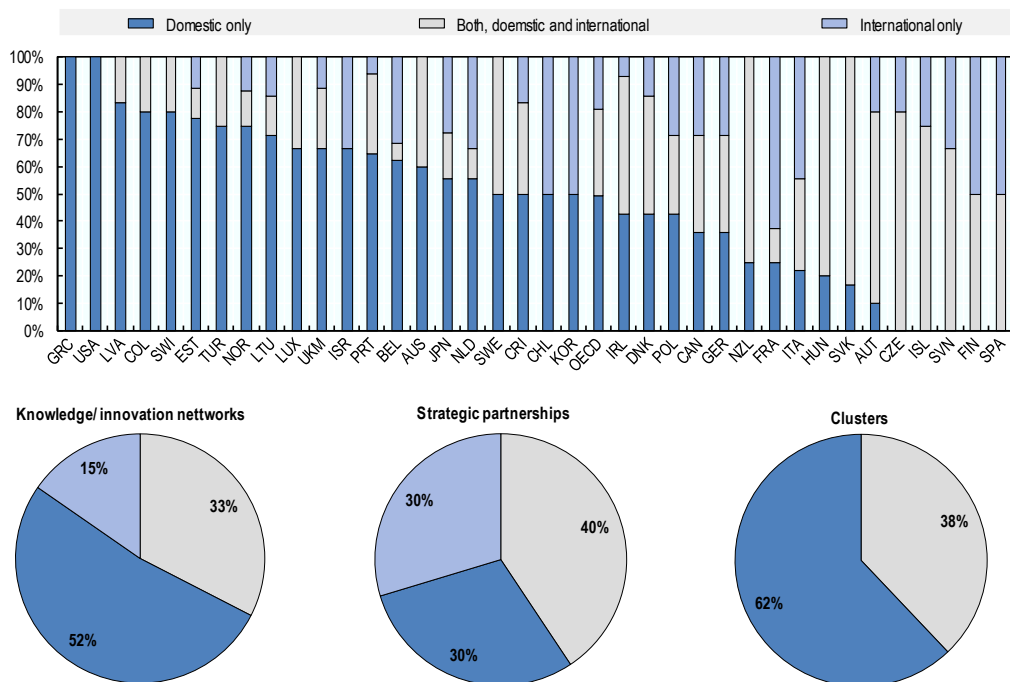 Domestic only Both, doemstic and international International only
100%
90%
80%
70%
60%
50%
40%
30%
20%
10%
0%
GRC USA LVA COL SWI EST TUR NOR LTU LUX UKM ISR PRT BEL AUS JPN NLD SWE CRI CHL KOR OECD IRL DNK POL CAN GER NZL FRA ITA HUN SVK AUT CZE ISL SVN FIN SPA
Knowledge/ innovation nettworks Strategic partnerships Clusters
15% 33% 52%
30% 40% 30%
38% 62%